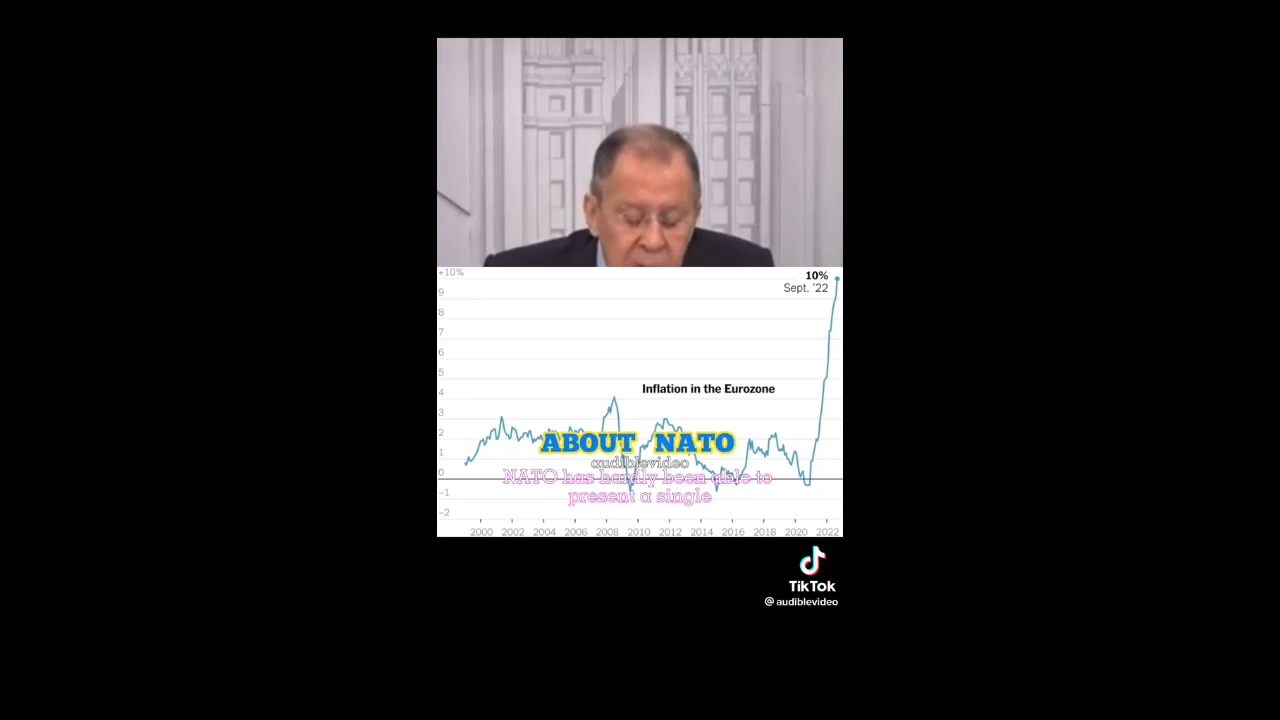 +10%
10%
Sept. '22
9
8
7
6
5
4
Inflation in the Eurozone
3
2
ABOUT NATO
1
audiblevideo
0
NATO has hardly been able to
−1
present a single
−2
2000 2002 2004 2006 2008 2010 2012 2014 2016 2018 2020 2022
TikTok
@audiblevideo